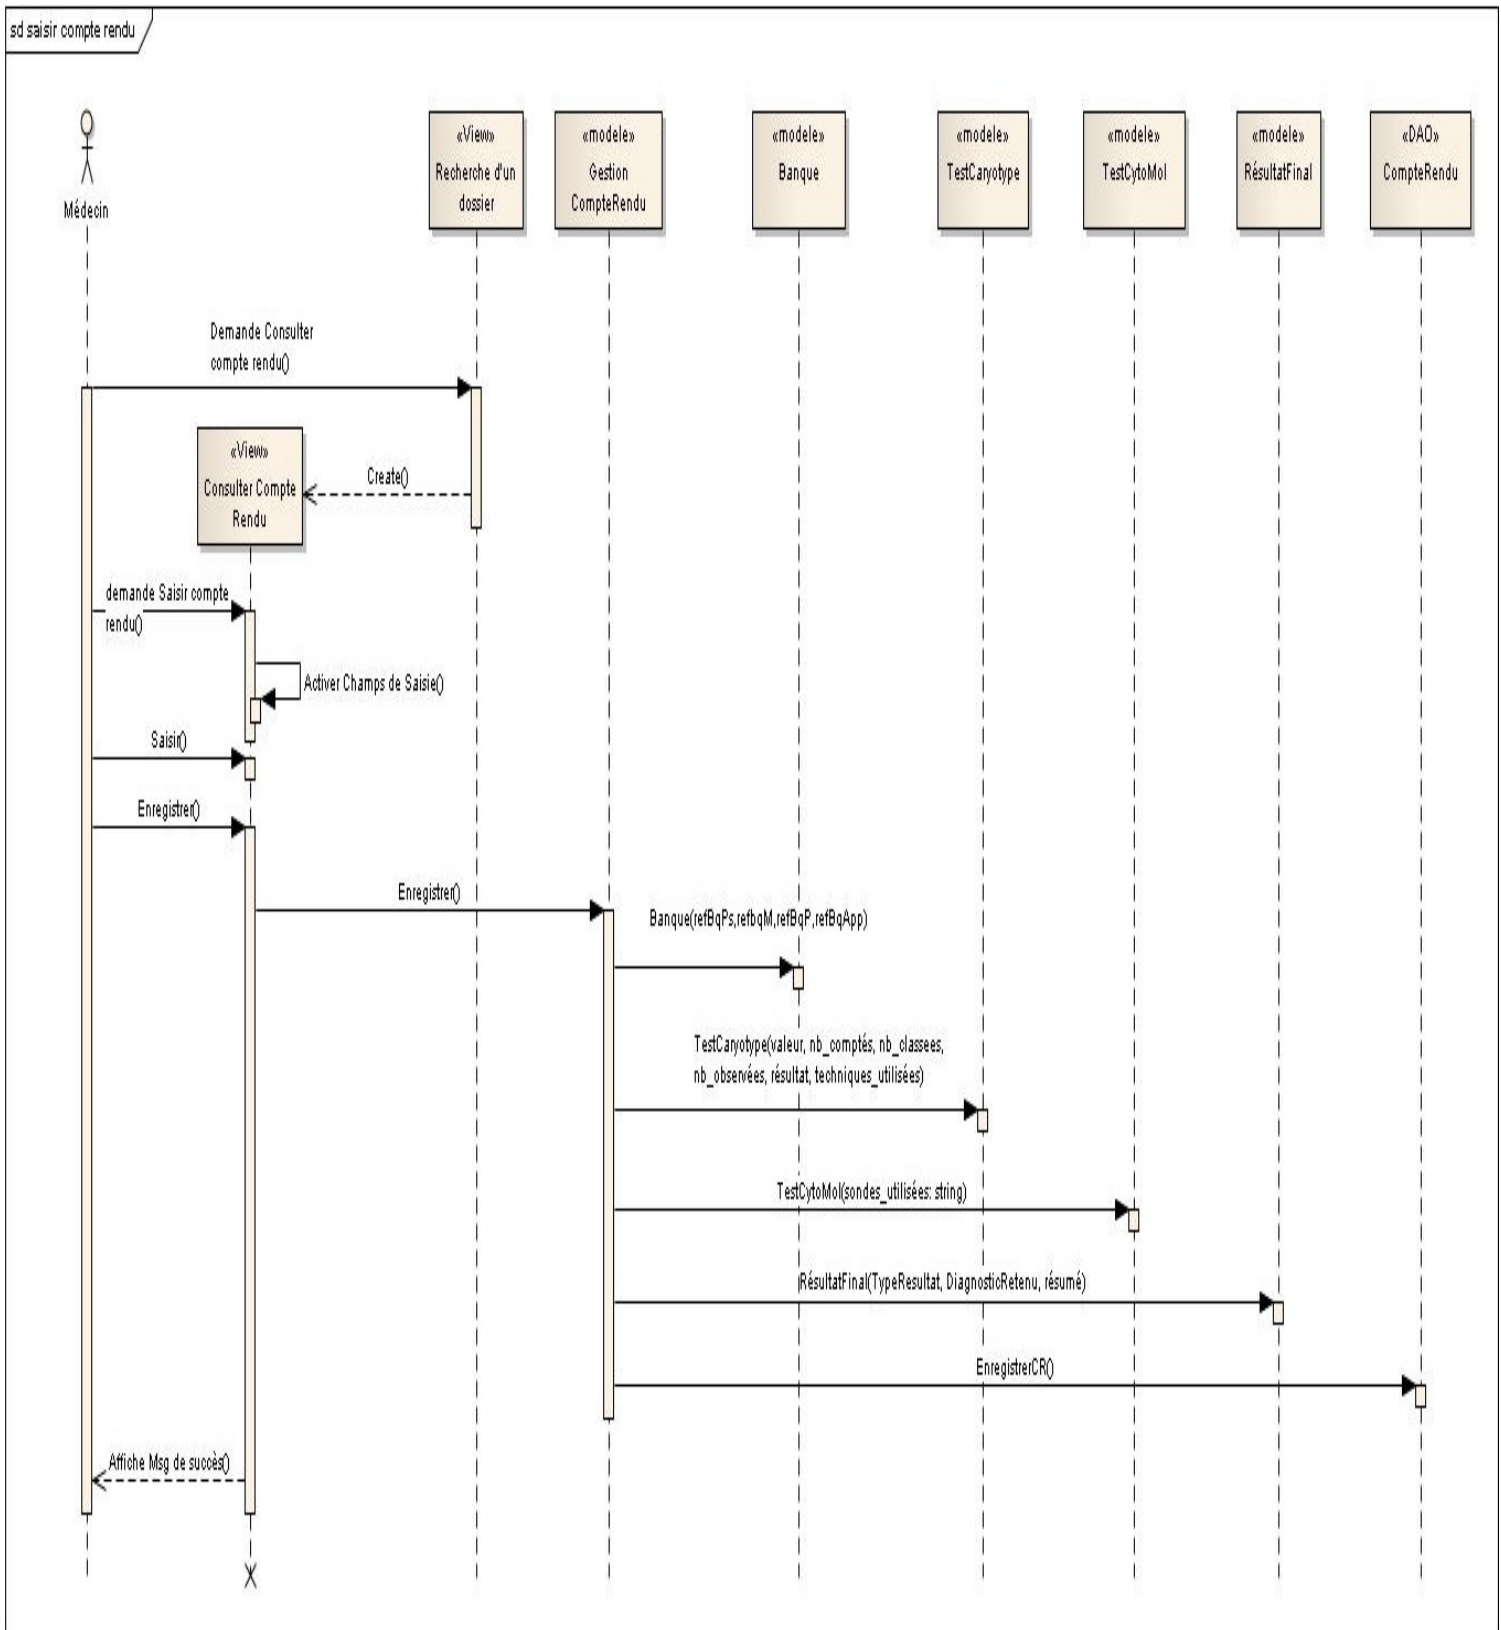 sd saisir compte rendu
Médecin
«View»
Recherche d'un
dossier
«modele»
Gestion
CompteRendu
«modele»
Banque
«modele»
TestCaryotype
«modele»
TestCytoMol
«modele»
RésultatFinal
«DAO»
CompteRendu
Demande Consulter
compte rendu()
«View»
Consulter Compte
Rendu
Create()
demande Saisir compte
rendu()
Activer Champs de Saisie()
Saisir()
Enregistrer()
Enregistrer()
Banque(refBqPs,refbqM,refBqP,refBqApp)
TestCaryotype(valeur, nb_comptés, nb_classees,
nb_observées, résultat, techniques_utilisées)
TestCytoMol(sondes_utilisées: string)
RésultatFinal(TypeResultat, DiagnosticRetenu, résumé)
EnregistrerCR()
Affiche Msg de succès()